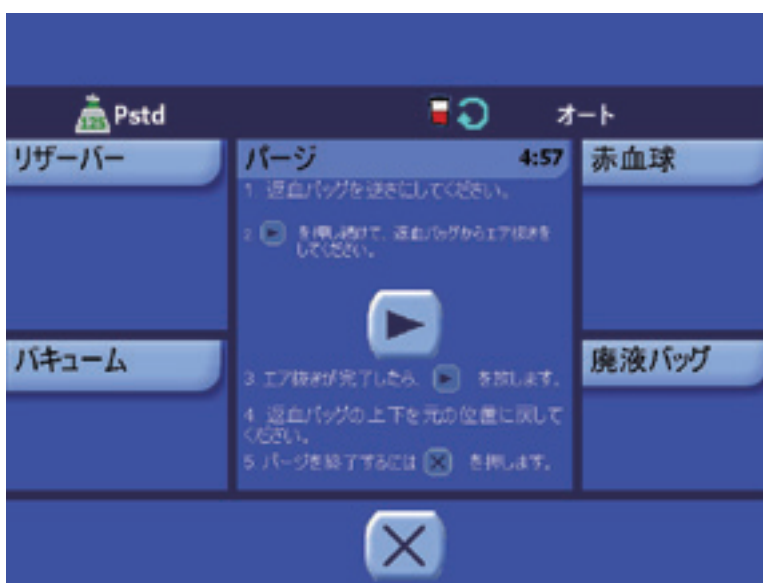 125 Pstd オート
リザーバー
パージ 4:57
赤血球
1. 返血バッグを逆さにしてください。
2. を押し続けて、返血バッグからエア抜きを
してください。
バキューム
廃液バッグ
3. エア抜きが完了したら、 を放します。
4. 返血バッグの上下を元の位置に戻して
ください。
5. パージを終了するには を押します。